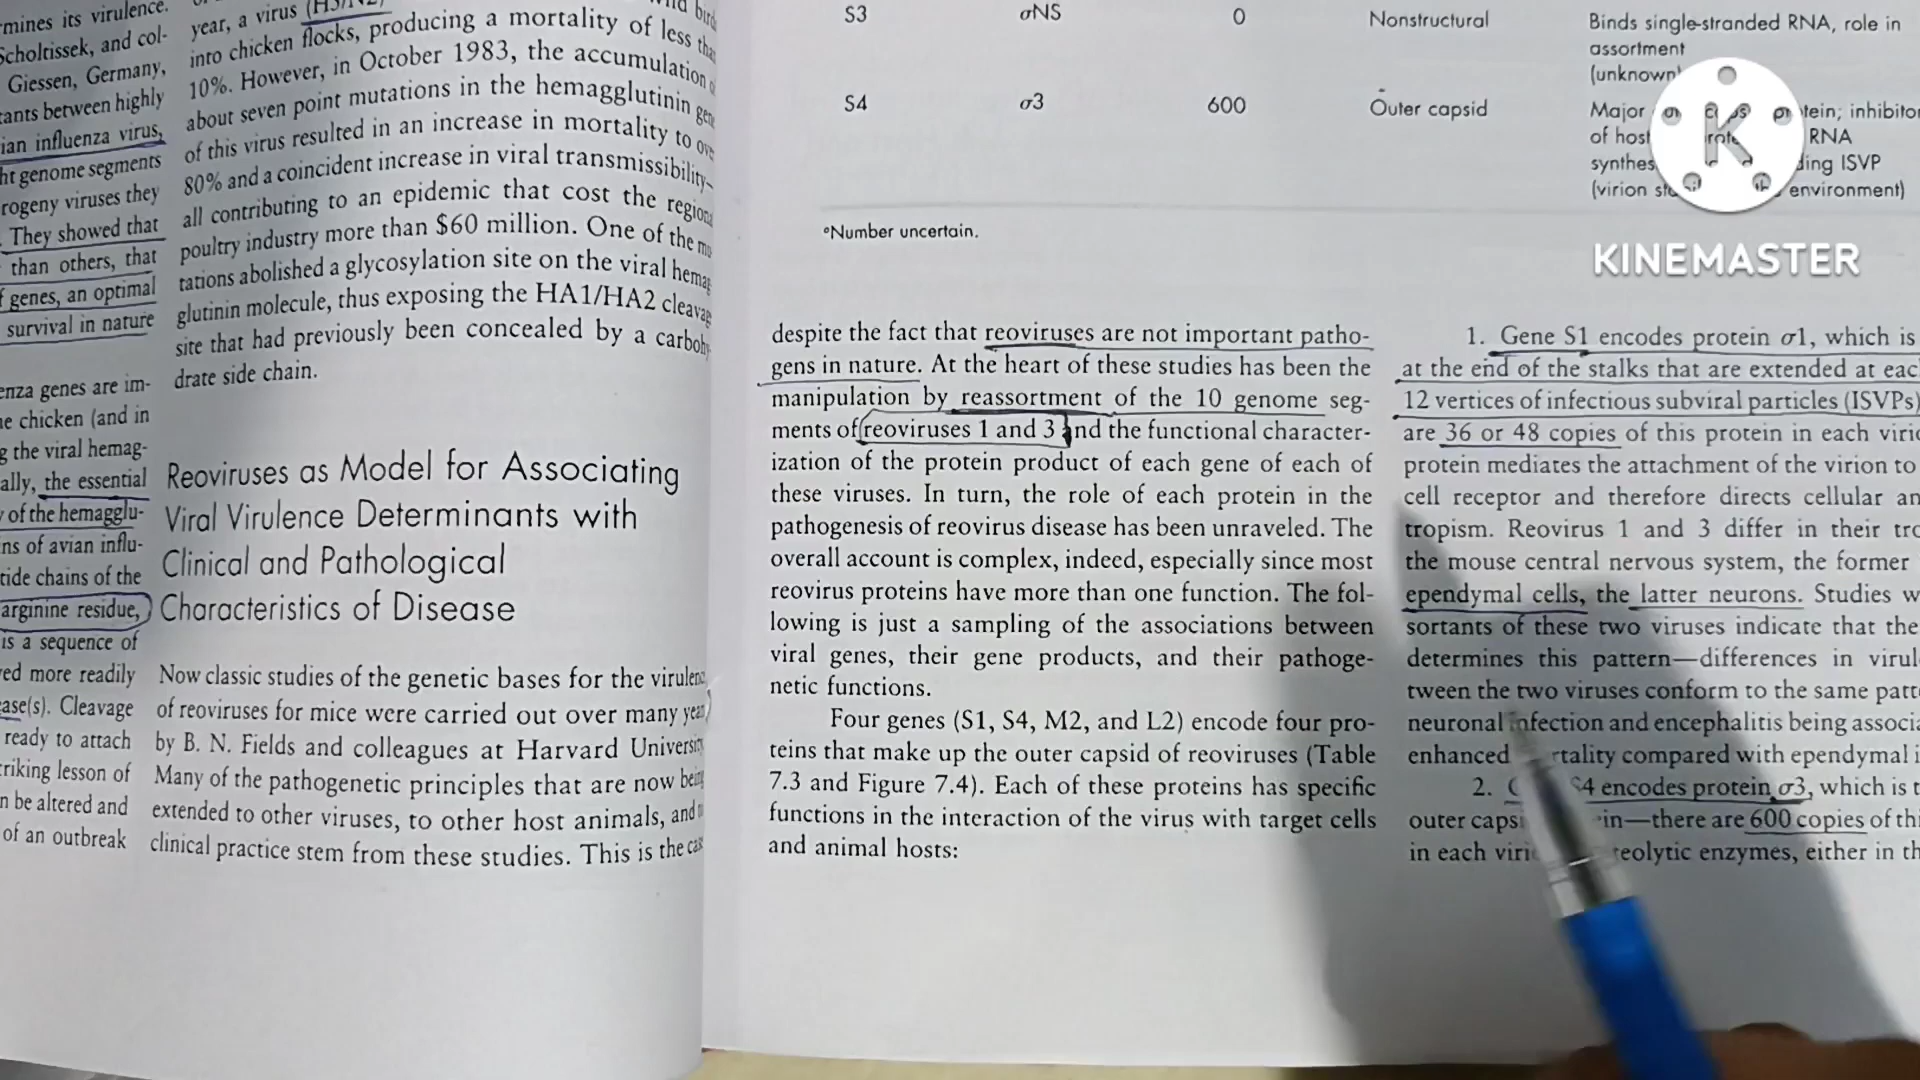 mines its virulence.
Scholtissek, and col-
Giessen, Germany,
tants between highly
ian influenza virus,
ht genome segments
rogeny viruses they
They showed that
than others, that
genes, an optimal
survival in nature
enza genes are im-
he chicken (and in
g the viral hemag-
ally, the essential
of the hemagglu-
ns of avian influ-
tide chains of the
arginine residue,
is a sequence of
ed more readily
ase(s). Cleavage
ready to attach
riking lesson of
n be altered and
of an outbreak
year, a virus
into chicken flocks, producing a mortality of less
10%. However, in October 1983, the accumulation
about seven point mutations in the hemagglutinin
of this virus resulted in an increase in mortality to
80% and a coincident increase in viral transmissibility—
all contributing to an epidemic that cost the
poultry industry more than $60 million. One of the
tations abolished a glycosylation site on the viral
glutinin molecule, thus exposing the HA1/HA2
site that had previously been concealed by a
drate side chain.
Reoviruses as Model for Associating
Viral Virulence Determinants with
Clinical and Pathological
Characteristics of Disease
Now classic studies of the genetic bases for the
of reoviruses for mice were carried out over many
by B. N. Fields and colleagues at Harvard
Many of the pathogenetic principles that are now
extended to other viruses, to other host animals, and
clinical practice stem from these studies. This is the
S3 σNS 0 Nonstructural Binds single-stranded RNA, role in
assortment
(unknown)
S4 σ3 600 Outer capsid Major
of host RNA
ISVP
(virion environment)
ᵃNumber uncertain.
KINEMASTER
despite the fact that reoviruses are not important patho-
gens in nature. At the heart of these studies has been the
manipulation by reassortment of the 10 genome seg-
ments of reoviruses 1 and 3 and the functional character-
ization of the protein product of each gene of each of
these viruses. In turn, the role of each protein in the
pathogenesis of reovirus disease has been unraveled. The
overall account is complex, indeed, especially since most
reovirus proteins have more than one function. The fol-
lowing is just a sampling of the associations between
viral genes, their gene products, and their pathoge-
netic functions.
Four genes (S1, S4, M2, and L2) encode four pro-
teins that make up the outer capsid of reoviruses (Table
7.3 and Figure 7.4). Each of these proteins has specific
functions in the interaction of the virus with target cells
and animal hosts:
1. Gene S1 encodes protein σ1, which is
at the end of the stalks that are extended at
12 vertices of infectious subviral particles (ISVPs)
are 36 or 48 copies of this protein in each
protein mediates the attachment of the virion to
cell receptor and therefore directs cellular
tropism. Reovirus 1 and 3 differ in their
the mouse central nervous system, the former
ependymal cells, the latter neurons. Studies
sortants of these two viruses indicate that the
determines this pattern—differences in
tween the two viruses conform to the same
neuronal infection and encephalitis being
enhanced compared with ependymal
2. S4 encodes protein σ3, which is
outer there are 600 copies of
in each enzymes, either in